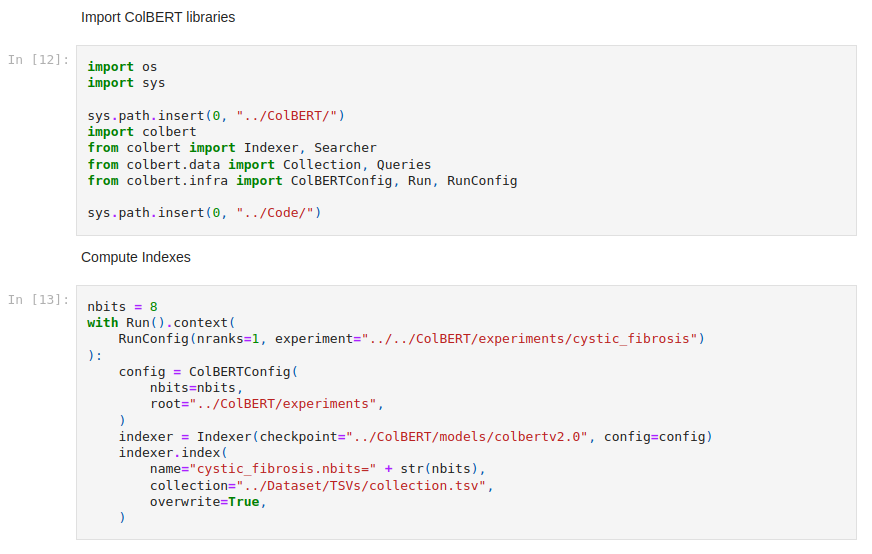 Import ColBERT libraries
In [12]:
import os
import sys
sys.path.insert(0, "../ColBERT/")
import colbert
from colbert import Indexer, Searcher
from colbert.data import Collection, Queries
from colbert.infra import ColBERTConfig, Run, RunConfig
sys.path.insert(0, "../Code/")
Compute Indexes
In [13]:
nbits = 8
with Run().context(
    RunConfig(nranks=1, experiment="../../ColBERT/experiments/cystic_fibrosis")
):
    config = ColBERTConfig(
        nbits=nbits,
        root="../ColBERT/experiments",
    )
    indexer = Indexer(checkpoint="../ColBERT/models/colbertv2.0", config=config)
    indexer.index(
        name="cystic_fibrosis.nbits=" + str(nbits),
        collection="../Dataset/TSVs/collection.tsv",
        overwrite=True,
    )